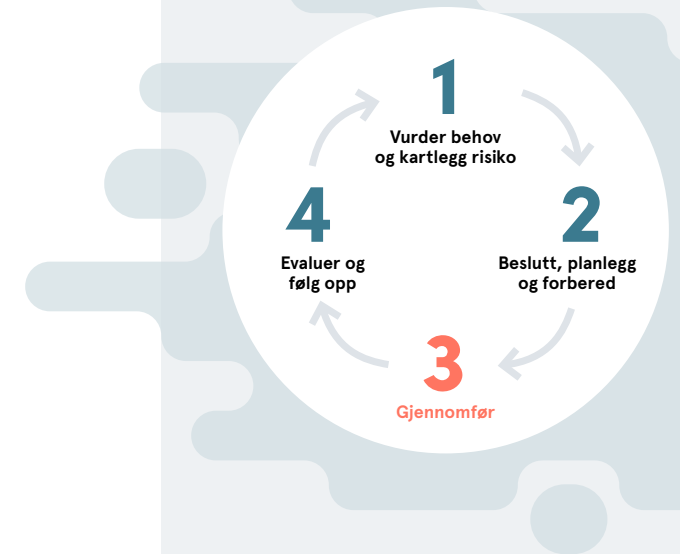 1
Vurder behov
og kartlegg risiko
2
Beslutt, planlegg
og forbered
3
Gjennomfør
4
Evaluer og
følg opp